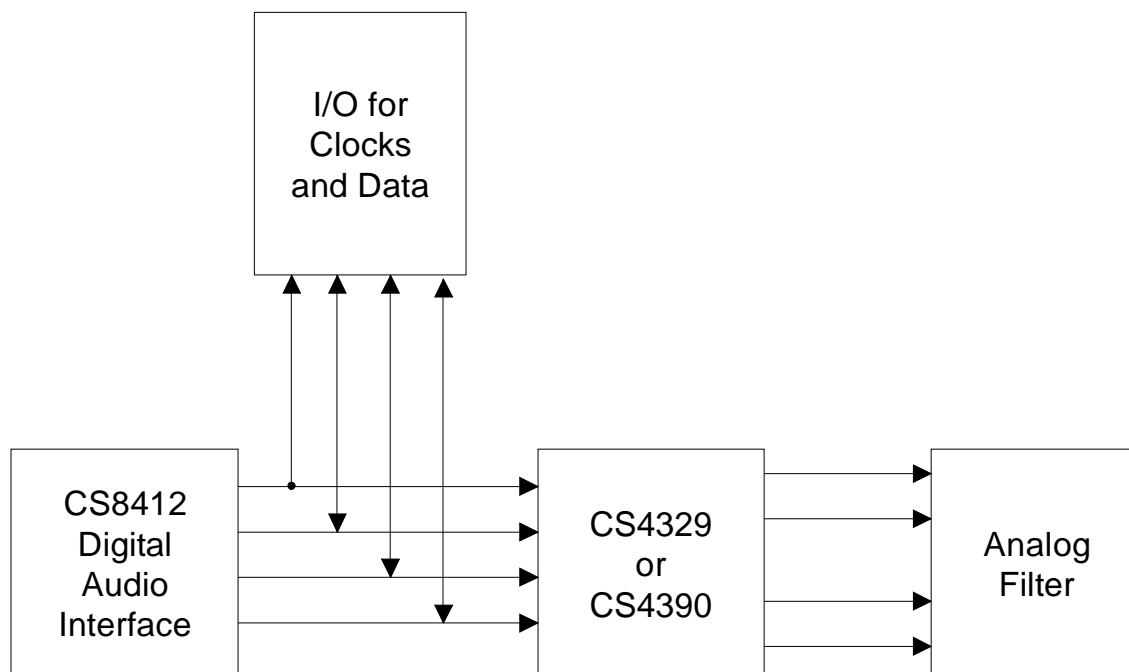 I/O for
Clocks
and Data
CS8412
Digital
Audio
Interface
CS4329
or
CS4390
Analog
Filter